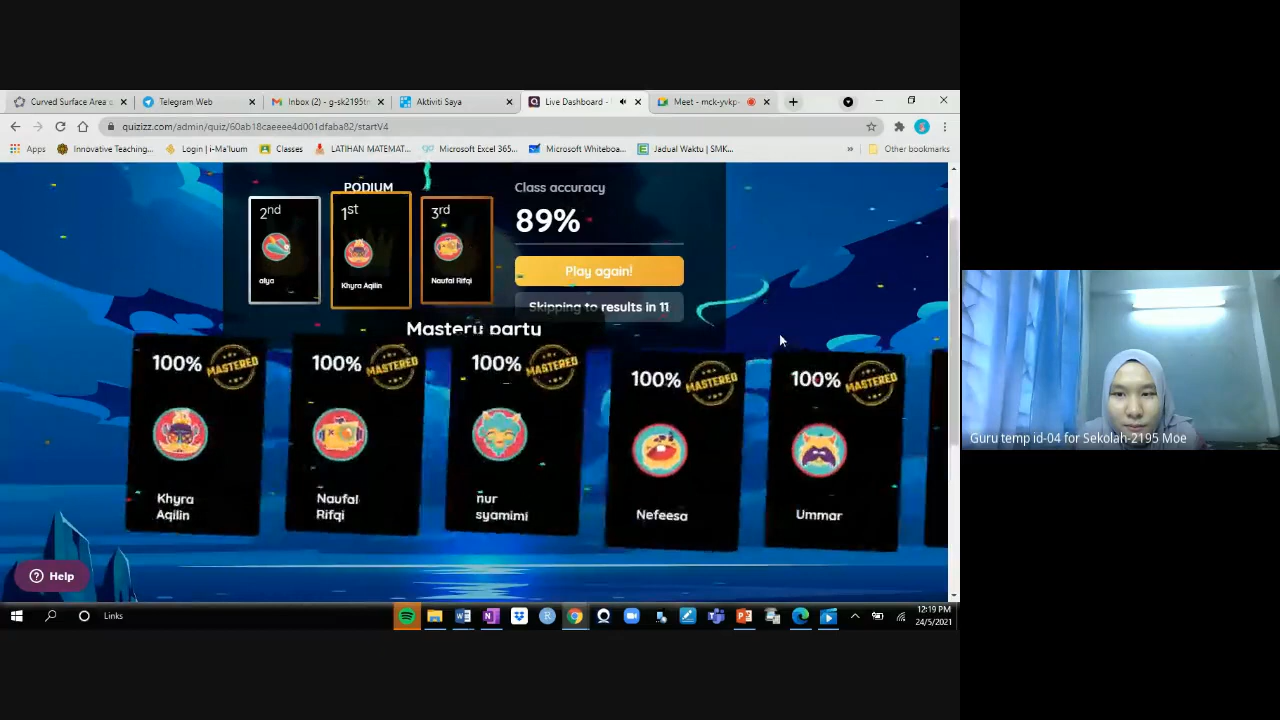 Curved Surface Area o
Telegram Web
Inbox (2) - g-sk2195tn
Aktiviti Saya
Live Dashboard -
Meet - mck-yvkp-
quizizz.com/admin/quiz/60ab18caeeee4d001dfaba82/startV4
Apps
Innovative Teaching...
Login | i-Ma'luum
Classes
LATIHAN MATEMAT...
Microsoft Excel 365...
Microsoft Whiteboa...
Jadual Waktu | SMK...
»
Other bookmarks
PODIUM
2nd
1st
3rd
alya
Khyra Aqilin
Naufal Rifqi
Class accuracy
89%
Play again!
Skipping to results in 11
Mastery party
100%
MASTERED
Khyra
Aqilin
100%
MASTERED
Naufal
Rifqi
100%
MASTERED
nur
syamimi
100%
MASTERED
Nefeesa
100%
MASTERED
Ummar
Help
Links
12:19 PM
24/5/2021
Guru temp id-04 for Sekolah-2195 Moe